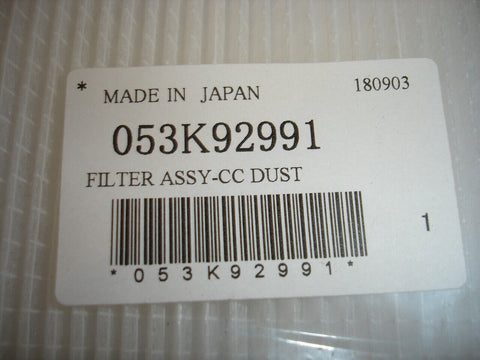 * MADE IN JAPAN 180903
053K92991
FILTER ASSY-CC DUST
*053K92991*
1